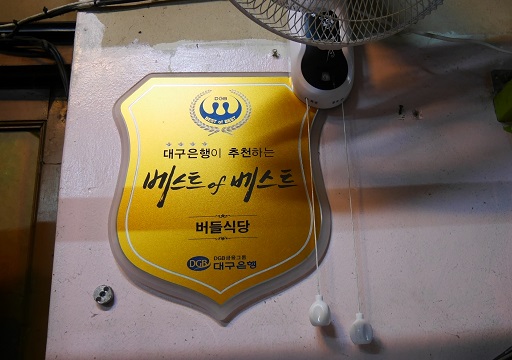 DGB
BEST of BEST
대구은행이 추천하는
베스트 of 베스트
버들식당
DGB DGB금융그룹
대구은행